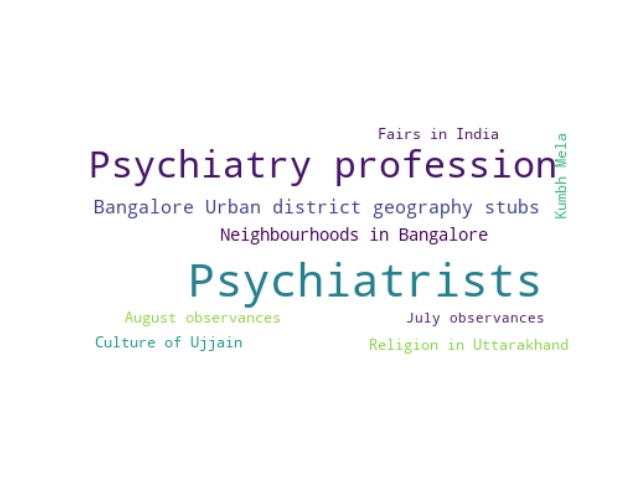 Fairs in India
Kumbh Mela
Psychiatry profession
Bangalore Urban district geography stubs
Neighbourhoods in Bangalore
Psychiatrists
August observances
July observances
Culture of Ujjain
Religion in Uttarakhand